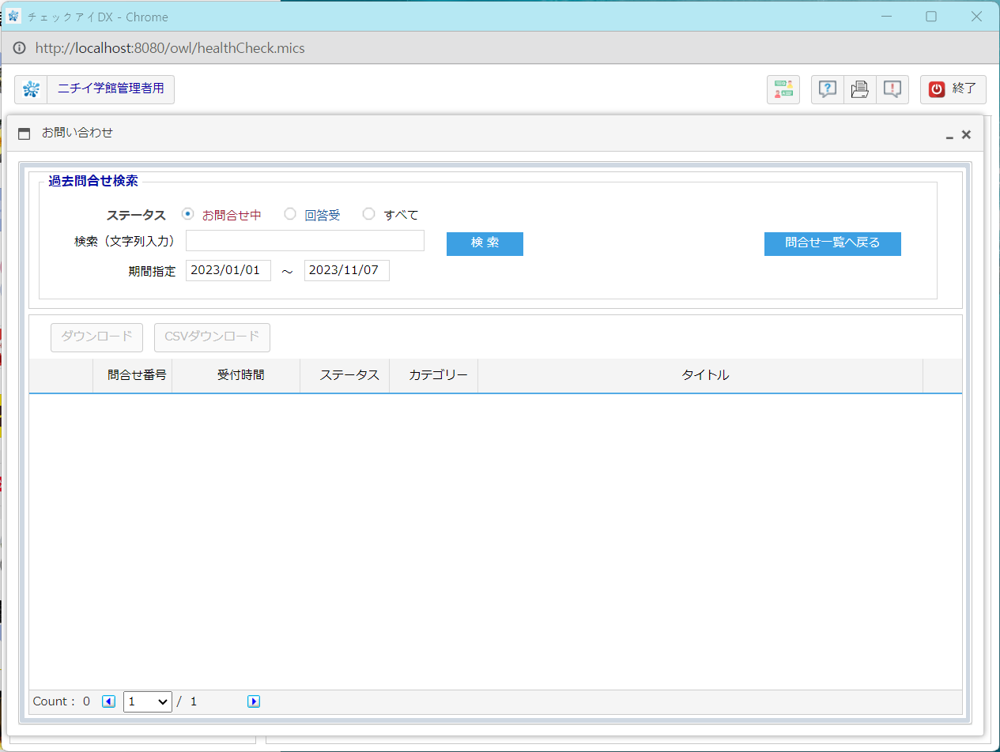 チェックアイDX - Chrome
http://localhost:8080/owl/healthCheck.mics
ニチイ学館管理者用
終了
お問い合わせ
過去問合せ検索
ステータス お問合せ中 回答受 すべて
検索（文字列入力） 検 索 問合せ一覧へ戻る
期間指定 2023/01/01 ～ 2023/11/07
ダウンロード CSVダウンロード
問合せ番号 受付時間 ステータス カテゴリー タイトル
Count : 0 1 / 1